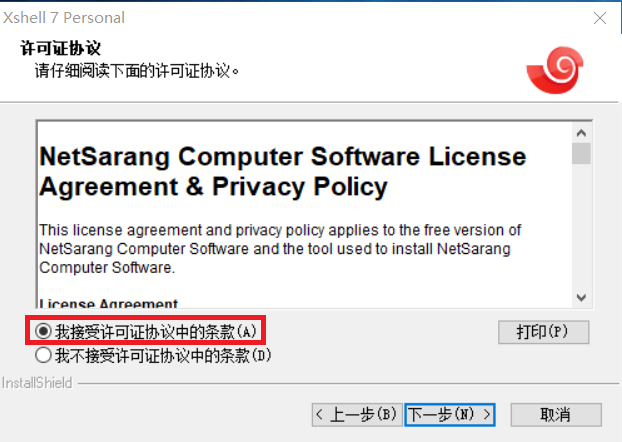 Xshell 7 Personal
许可证协议
请仔细阅读下面的许可证协议。
NetSarang Computer Software License
Agreement & Privacy Policy
This license agreement and privacy policy applies to the free version of
NetSarang Computer Software and the tool used to install NetSarang
Computer Software.
License Agreement
我接受许可证协议中的条款(A)
打印(P)
我不接受许可证协议中的条款(D)
InstallShield
< 上一步(B)
下一步(N) >
取消